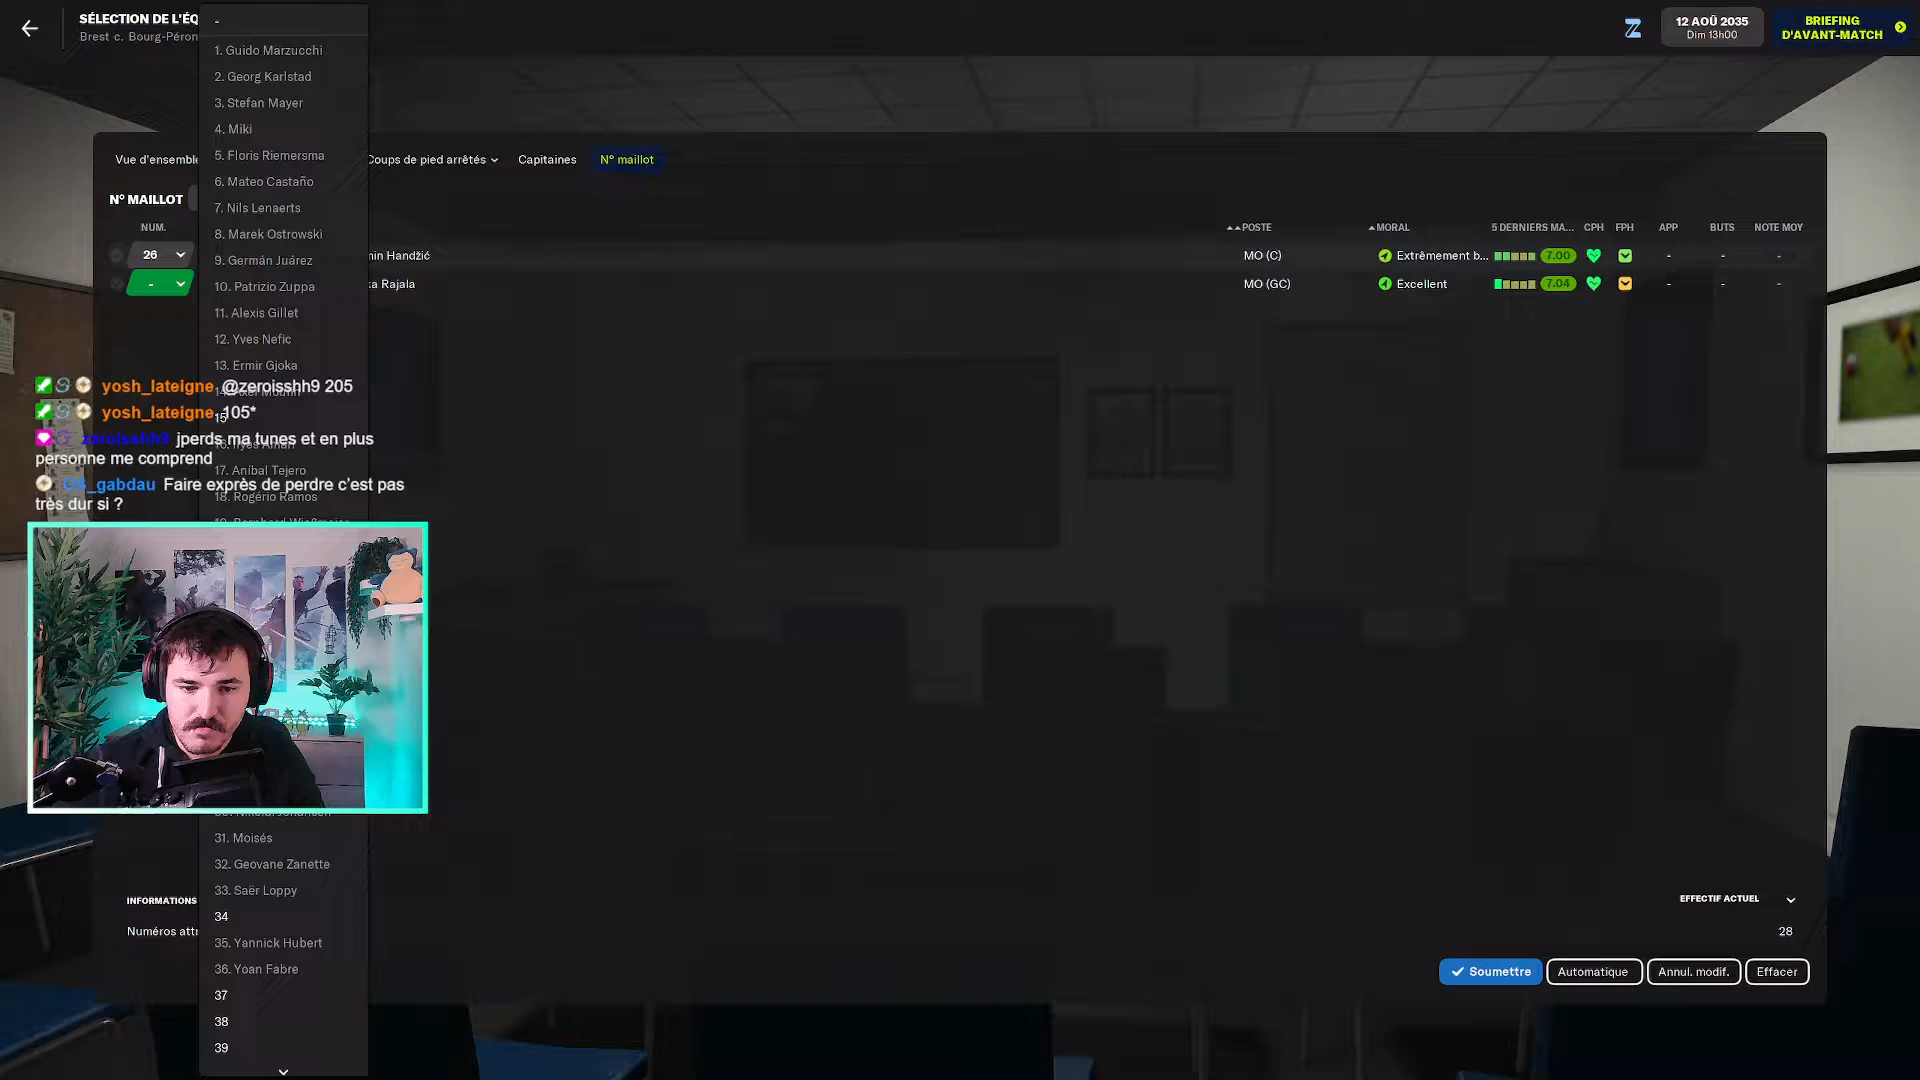 SÉLECTION DE L'ÉQ
Brest c. Bourg-Péron
12 AOÛ 2035
Dim 13h00
BRIEFING
D'AVANT-MATCH
-
1. Guido Marzucchi
2. Georg Karlstad
3. Stefan Mayer
4. Miki
5. Floris Riemersma
6. Mateo Castaño
7. Nils Lenaerts
8. Marek Ostrowski
9. Germán Juárez
10. Patrizio Zuppa
11. Alexis Gillet
12. Yves Nefic
13. Ermir Gjoka
15
17. Aníbal Tejero
18. Rogério Ramos
31. Moisés
32. Geovane Zanette
33. Saër Loppy
34
35. Yannick Hubert
36. Yoan Fabre
37
38
39
Vue d'ensemble
Coups de pied arrêtés
Capitaines
N° maillot
N° MAILLOT
NUM.
POSTE
MORAL
5 DERNIERS MA...
CPH
FPH
APP
BUTS
NOTE MOY
26
min Handžić
MO (C)
Extrêmement b...
7.00
-
-
-
-
ka Rajala
MO (GC)
Excellent
7.04
-
-
-
yosh_lateigne @zeroisshh9 205
yosh_lateigne 105*
zeroisshh9 jperds ma tunes et en plus
personne me comprend
OS_gabdau Faire exprès de perdre c'est pas
très dur si ?
INFORMATIONS
Numéros attr
EFFECTIF ACTUEL
28
Soumettre
Automatique
Annul. modif.
Effacer